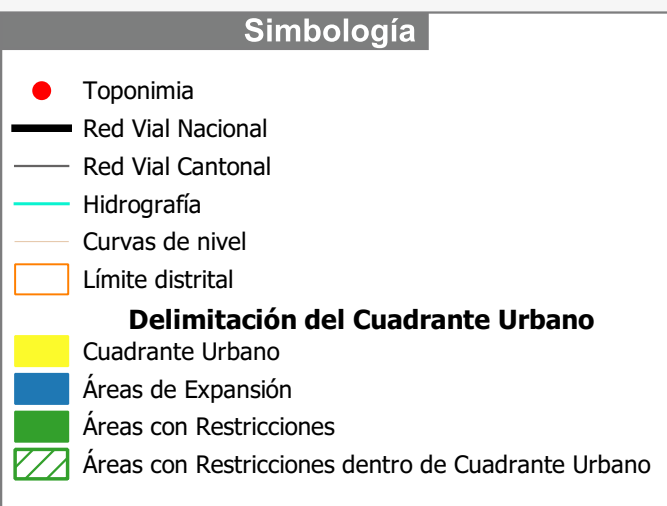 Simbología
Toponimia
Red Vial Nacional
Red Vial Cantonal
Hidrografía
Curvas de nivel
Límite distrital
Delimitación del Cuadrante Urbano
Cuadrante Urbano
Áreas de Expansión
Áreas con Restricciones
Áreas con Restricciones dentro de Cuadrante Urbano